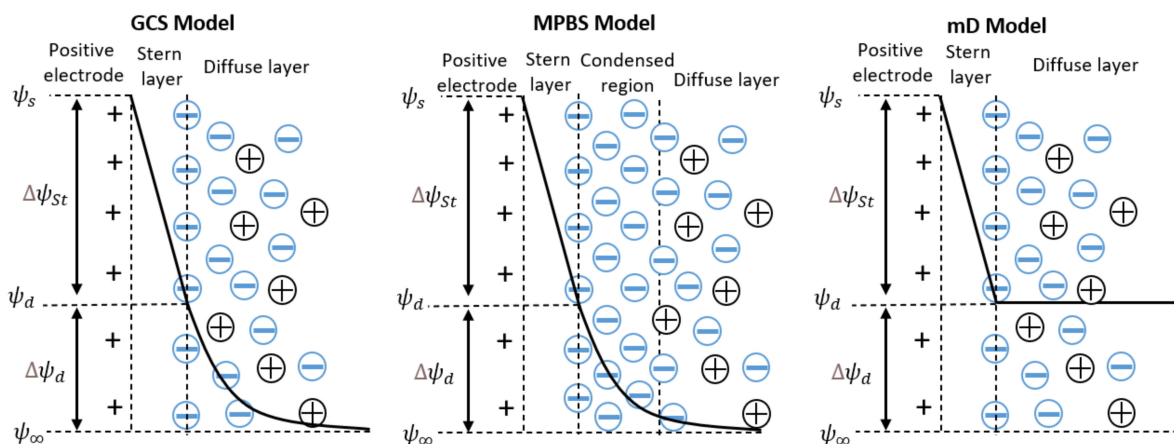 GCS Model
Positive electrode
Stern layer
Diffuse layer
ψs
ΔψSt
ψd
Δψd
ψ∞
+
+
+
+
+
+
MPBS Model
Positive electrode
Stern layer
Condensed region
Diffuse layer
ψs
ΔψSt
ψd
Δψd
ψ∞
+
+
+
+
+
+
mD Model
Positive electrode
Stern layer
Diffuse layer
ψs
ΔψSt
ψd
Δψd
ψ∞
+
+
+
+
+
+